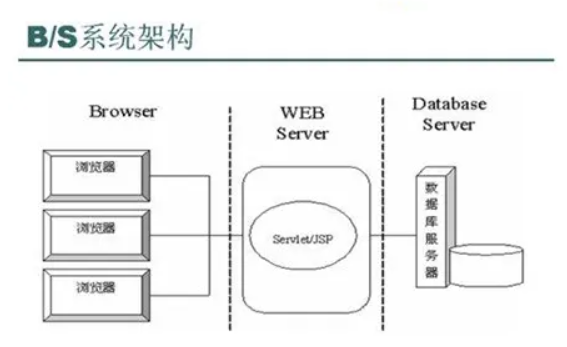 B/S系统架构
Browser
WEB
Server
Database
Server
浏览器
浏览器
浏览器
Servlet/JSP
数据库服务器